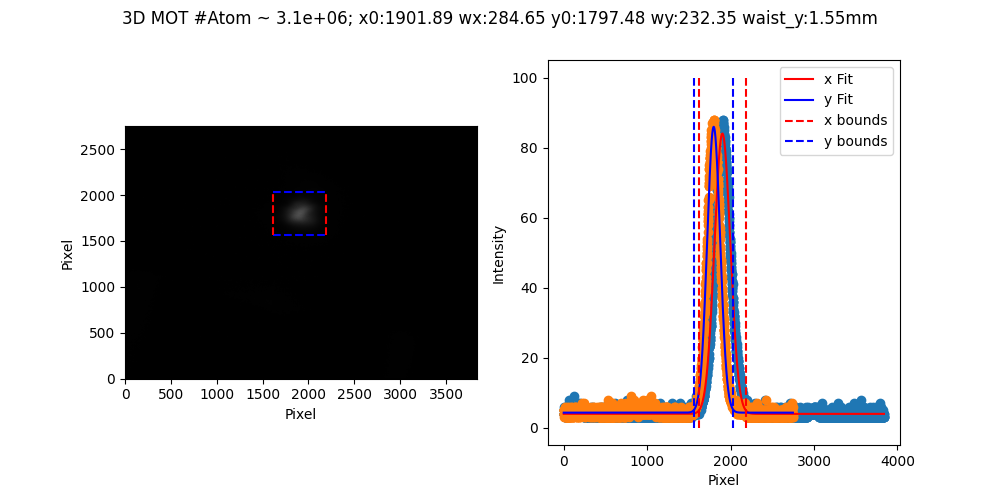 3D MOT #Atom ~ 3.1e+06; x0:1901.89 wx:284.65 y0:1797.48 wy:232.35 waist_y:1.55mm
2500
2000
1500
1000
500
0
Pixel
0 500 1000 1500 2000 2500 3000 3500
Pixel
100
80
60
40
20
0
Intensity
0 1000 2000 3000 4000
Pixel
x Fit
y Fit
x bounds
y bounds